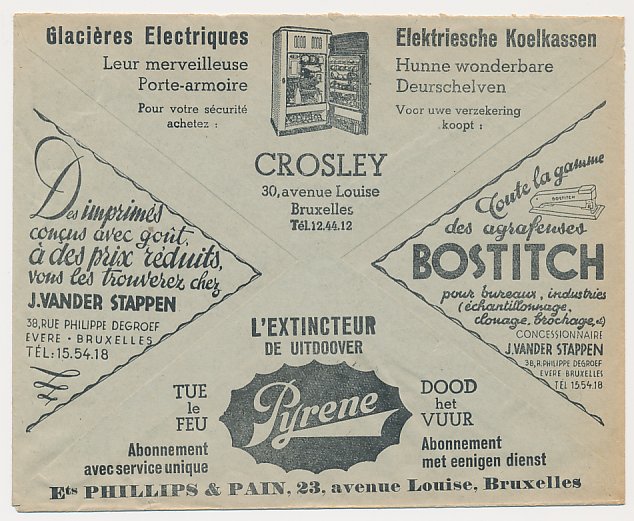 Glacières Electriques
Leur merveilleuse
Porte-armoire
Pour votre sécurité
achetez :
Elektriesche Koelkassen
Hunne wonderbare
Deurschelven
Voor uwe verzekering
koopt :
CROSLEY
30, avenue Louise
Bruxelles
Tél. 12.44.12
Des imprimés
conçus avec goût,
à des prix réduits,
vous les trouverez chez
J. VANDER STAPPEN
38, RUE PHILIPPE DEGROEF
EVERE • BRUXELLES
TÉL: 15.54.18
Toute la gamme
BOSTITCH
des agrafeuses
BOSTITCH
pour bureaux, industries
(échantillonnage,
clouage, brochage, &)
CONCESSIONNAIRE
J. VANDER STAPPEN
38, R. PHILIPPE DEGROEF
EVERE BRUXELLES
TÉL 15.54.18
L'EXTINCTEUR
DE UITDOOVER
Pyrene
TUE
le
FEU
Abonnement
avec service unique
DOOD
het
VUUR
Abonnement
met eenigen dienst
Ets PHILLIPS & PAIN, 23, avenue Louise, Bruxelles